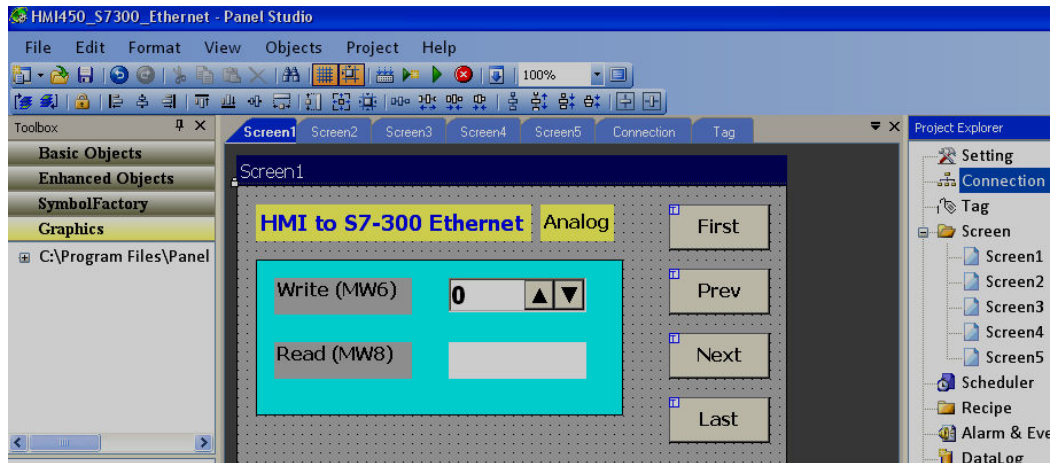 HMI450_S7300_Ethernet - Panel Studio
File Edit Format View Objects Project Help
100%
Toolbox
Screen1 Screen2 Screen3 Screen4 Screen5 Connection Tag
Project Explorer
Basic Objects
Enhanced Objects
SymbolFactory
Graphics
C:\Program Files\Panel
Screen1
HMI to S7-300 Ethernet
Analog
Write (MW6)
0
Read (MW8)
First
Prev
Next
Last
Setting
Connection
Tag
Screen
Screen1
Screen2
Screen3
Screen4
Screen5
Scheduler
Recipe
Alarm & Eve
DataLog